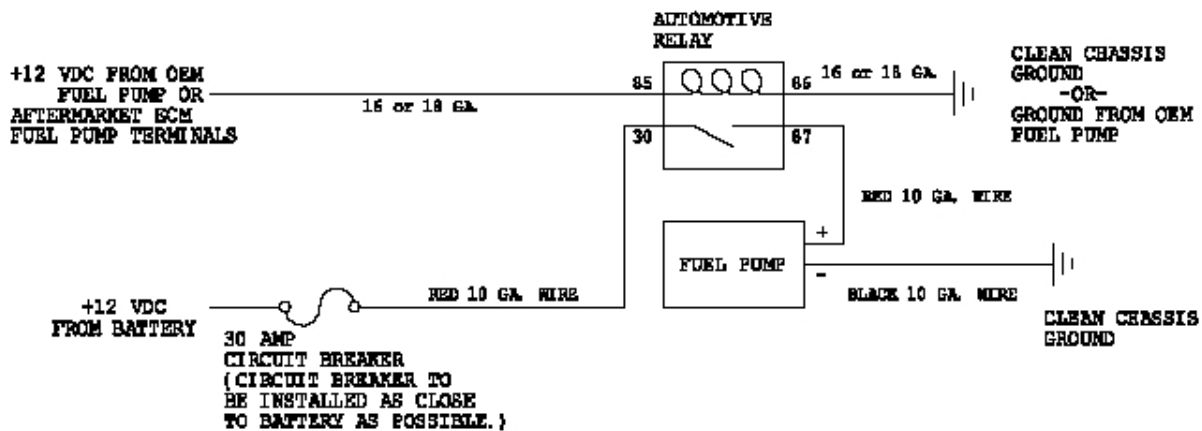 AUTOMOTIVE
RELAY
+12 VDC FROM OEM
FUEL PUMP OR
AFTERMARKET ECM
FUEL PUMP TERMINALS
16 or 18 GA.
85
86
16 or 18 GA.
CLEAN CHASSIS
GROUND
-OR-
GROUND FROM OEM
FUEL PUMP
30
87
RED 10 GA. WIRE
FUEL PUMP
+
-
BLACK 10 GA. WIRE
CLEAN CHASSIS
GROUND
+12 VDC
FROM BATTERY
RED 10 GA. WIRE
30 AMP
CIRCUIT BREAKER
(CIRCUIT BREAKER TO
BE INSTALLED AS CLOSE
TO BATTERY AS POSSIBLE.)